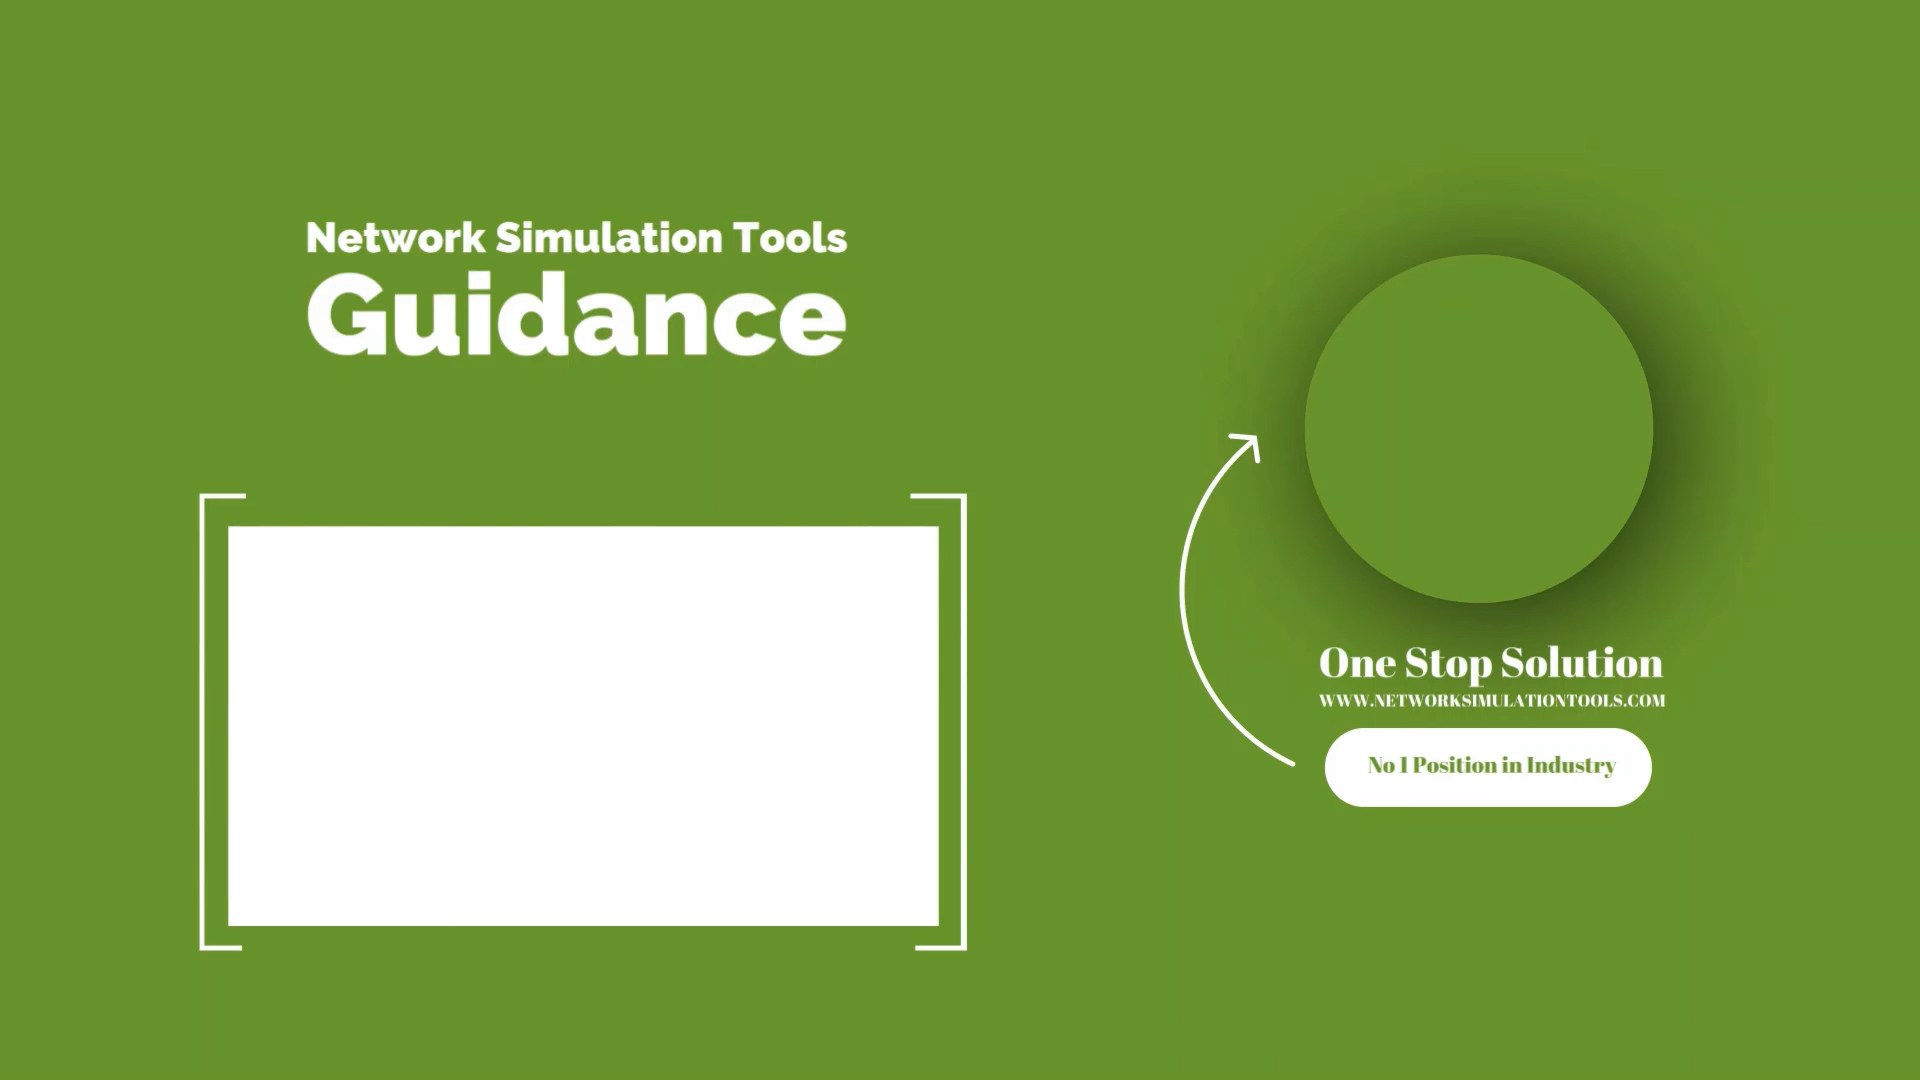 Network Simulation Tools
Guidance
One Stop Solution
WWW.NETWORKSIMULATIONTOOLS.COM
No 1 Position in Industry